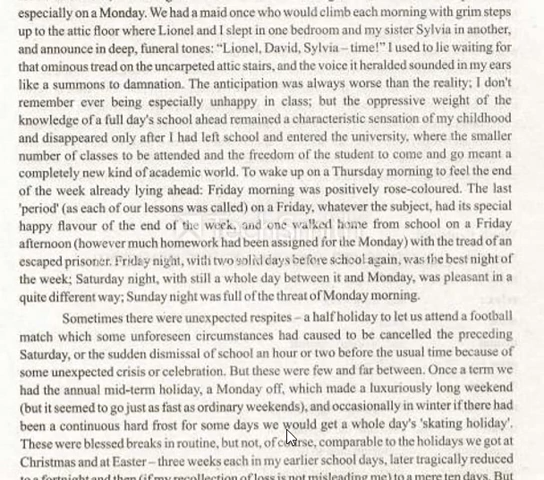 especially on a Monday. We had a maid once who would climb each morning with grim steps
up to the attic floor where Lionel and I slept in one bedroom and my sister Sylvia in another,
and announce in deep, funeral tones: “Lionel, David, Sylvia – time!” I used to lie waiting for
that ominous tread on the uncarpeted attic stairs, and the voice it heralded sounded in my ears
like a summons to damnation. The anticipation was always worse than the reality; I don't
remember ever being especially unhappy in class; but the oppressive weight of the
knowledge of a full day's school ahead remained a characteristic sensation of my childhood
and disappeared only after I had left school and entered the university, where the smaller
number of classes to be attended and the freedom of the student to come and go meant a
completely new kind of academic world. To wake up on a Thursday morning to feel the end
of the week already lying ahead: Friday morning was positively rose-coloured. The last
'period' (as each of our lessons was called) on a Friday, whatever the subject, had its special
happy flavour of the end of the week, and one walked home from school on a Friday
afternoon (however much homework had been assigned for the Monday) with the tread of an
escaped prisoner. Friday night, with two solid days before school again, was the best night of
the week; Saturday night, with still a whole day between it and Monday, was pleasant in a
quite different way; Sunday night was full of the threat of Monday morning.
Sometimes there were unexpected respites – a half holiday to let us attend a football
match which some unforeseen circumstances had caused to be cancelled the preceding
Saturday, or the sudden dismissal of school an hour or two before the usual time because of
some unexpected crisis or celebration. But these were few and far between. Once a term we
had the annual mid-term holiday, a Monday off, which made a luxuriously long weekend
(but it seemed to go just as fast as ordinary weekends), and occasionally in winter if there had
been a continuous hard frost for some days we would get a whole day's 'skating holiday'.
These were blessed breaks in routine, but not, of course, comparable to the holidays we got at
Christmas and at Easter – three weeks each in my earlier school days, later tragically reduced
to a fortnight and then (if my recollection of loss is not misleading me) to a mere ten days. But